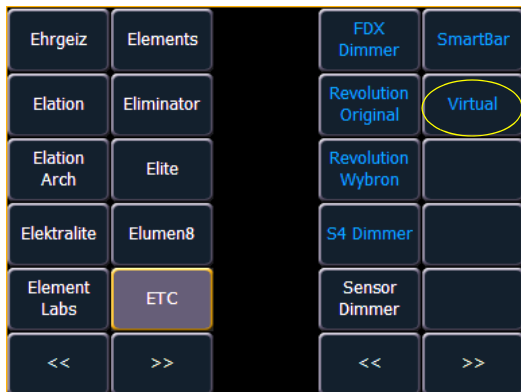 Ehrgeiz
Elements
FDX
Dimmer
SmartBar
Elation
Eliminator
Revolution
Original
Virtual
Elation
Arch
Elite
Revolution
Wybron
Elektralite
Elumen8
S4 Dimmer
Element
Labs
ETC
Sensor
Dimmer
<<
>>
<<
>>